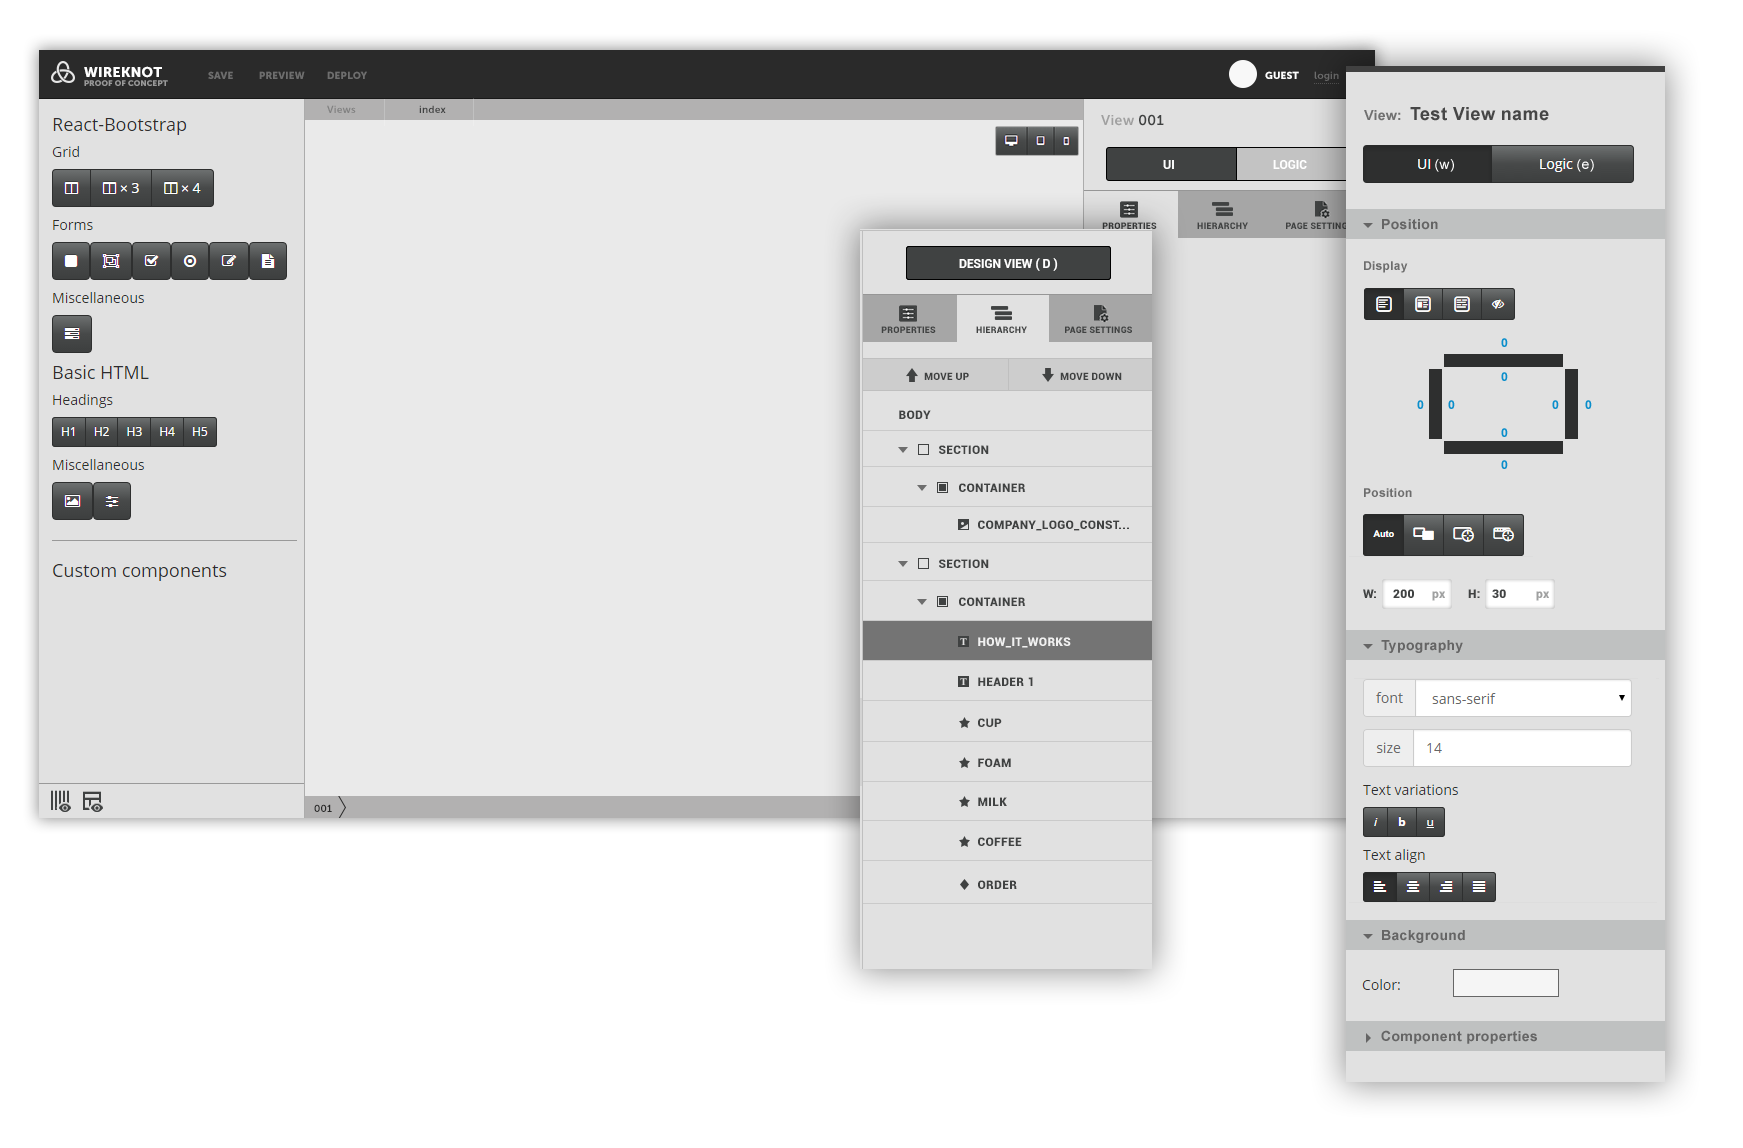 WIREKNOT
PROOF OF CONCEPT
SAVE PREVIEW DEPLOY
GUEST login
React-Bootstrap
Grid
× 3 × 4
Forms
Miscellaneous
Basic HTML
Headings
H1 H2 H3 H4 H5
Miscellaneous
Custom components
Views index
001
View 001
UI LOGIC
PROPERTIES HIERARCHY PAGE SETTING
DESIGN VIEW ( D )
PROPERTIES HIERARCHY PAGE SETTINGS
MOVE UP MOVE DOWN
BODY
SECTION
CONTAINER
COMPANY_LOGO_CONST...
SECTION
CONTAINER
T HOW_IT_WORKS
T HEADER 1
CUP
FOAM
MILK
COFFEE
ORDER
View: Test View name
UI (w) Logic (e)
Position
Display
0
0
0 0 0 0
0
0
Position
Auto
W: 200 px H: 30 px
Typography
font sans-serif
size 14
Text variations
i b u
Text align
Background
Color:
Component properties